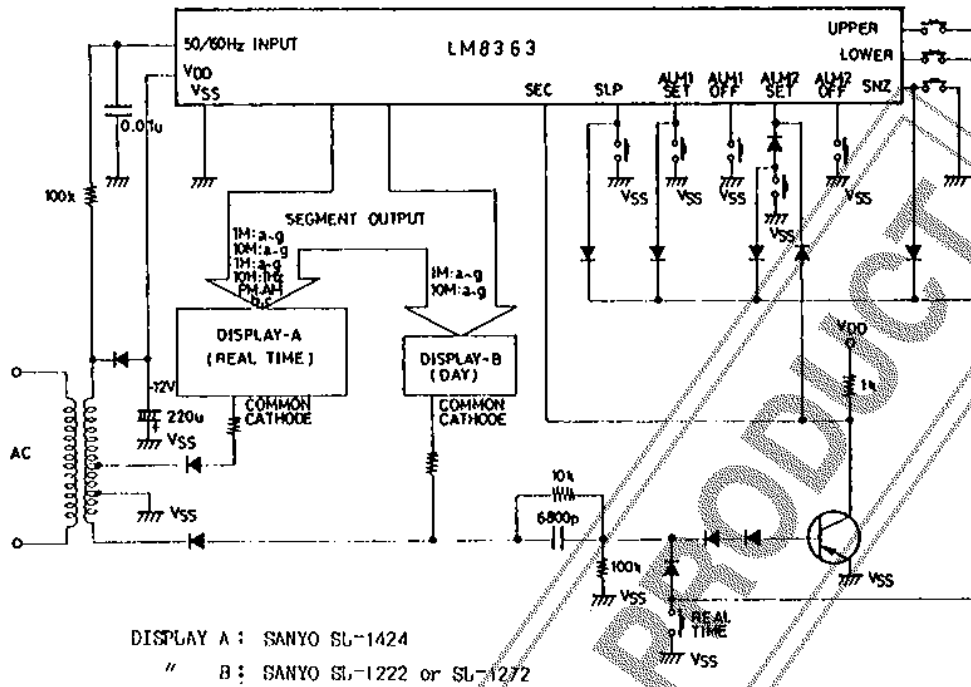 LM8363
50/60Hz INPUT
VDD
VSS
UPPER
LOWER
SNZ
SEC
SLP
ALM1 SET
ALM1 OFF
ALM2 SET
ALM2 OFF
0.01u
100k
VSS
VSS
VSS
VSS
VSS
SEGMENT OUTPUT
1M:a-g
10M:a-g
1H:a-g
10H:1Hz
PM.AM
b,c
1M:a-g
10M:a-g
DISPLAY-A
(REAL TIME)
DISPLAY-B
(DAY)
COMMON
CATHODE
COMMON
CATHODE
-12V
220u
VSS
AC
VSS
VDD
1k
10k
6800p
100k
VSS
VSS
REAL
TIME
VSS
PRODUCT
DISPLAY A : SANYO SL-1424
" B : SANYO SL-1222 or SL-1272